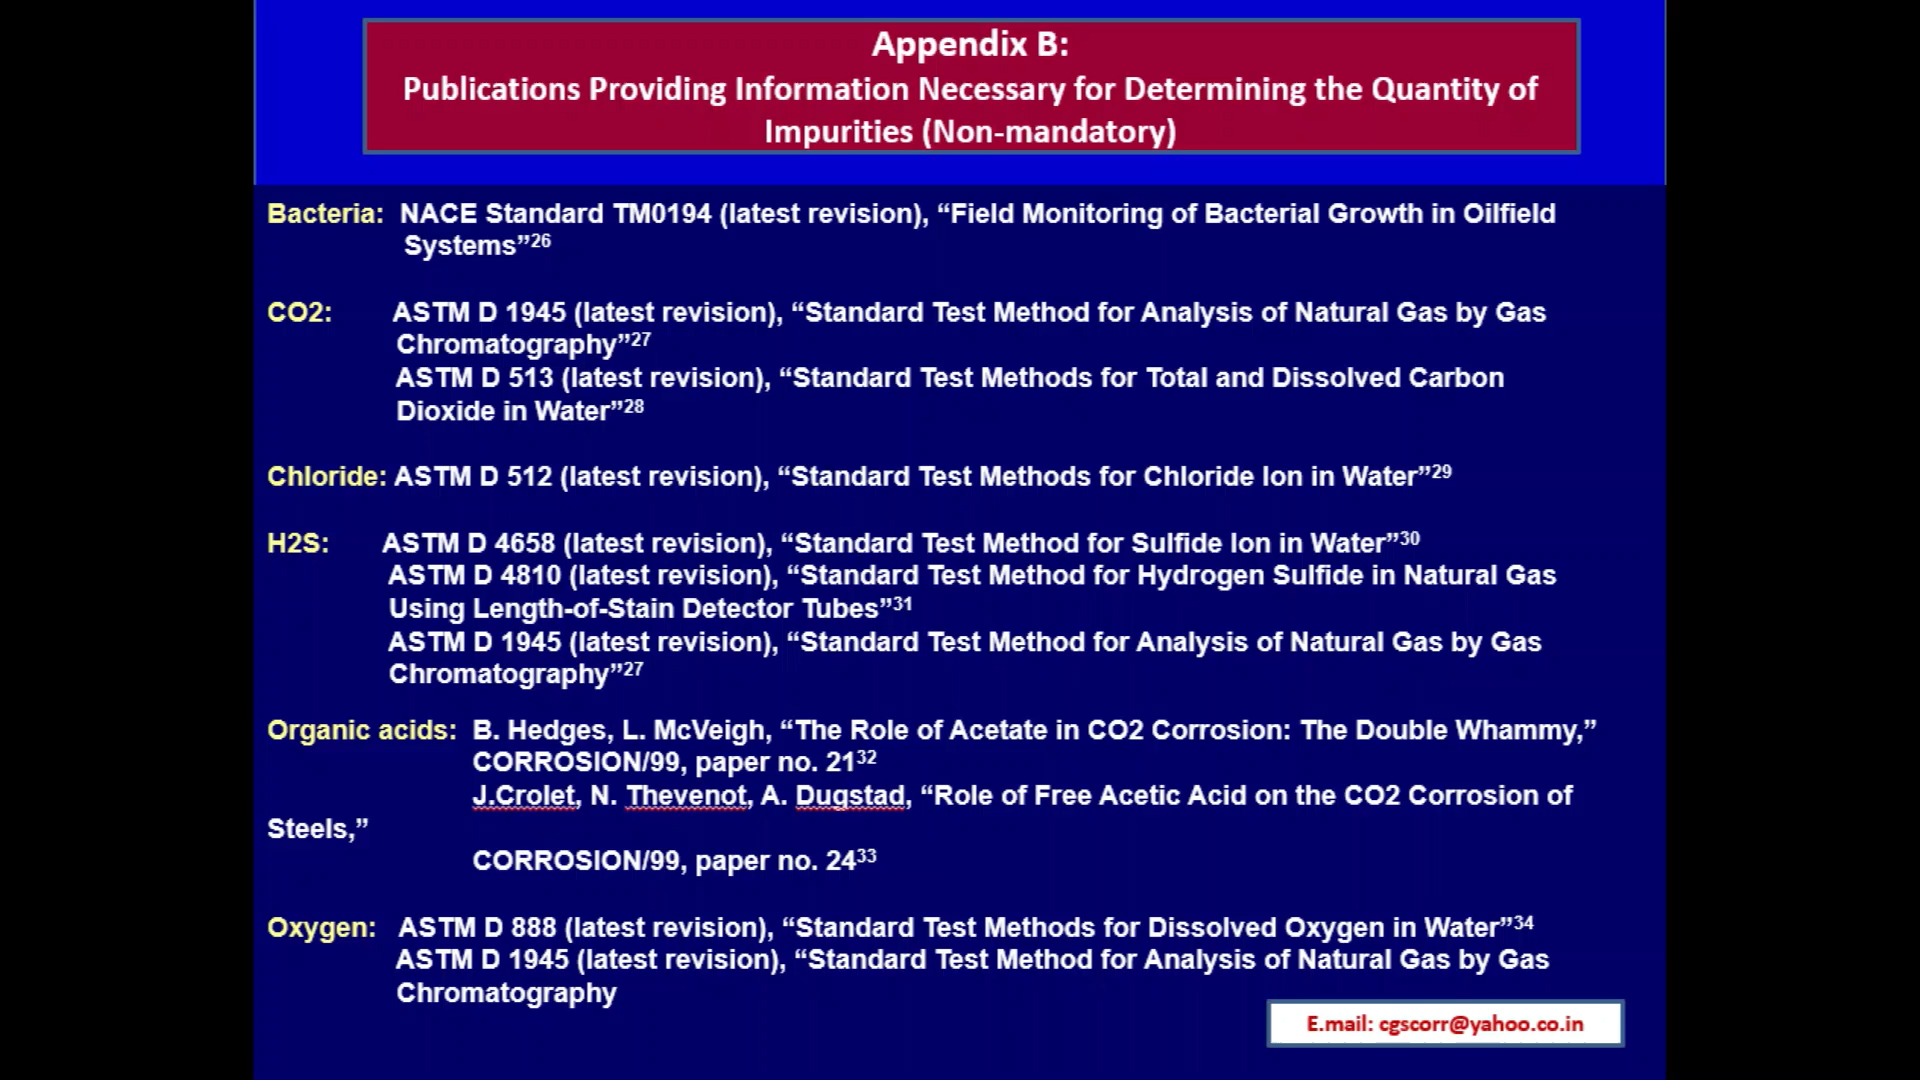 Appendix B:
Publications Providing Information Necessary for Determining the Quantity of
Impurities (Non-mandatory)
Bacteria: NACE Standard TM0194 (latest revision), “Field Monitoring of Bacterial Growth in Oilfield
Systems”26
CO2: ASTM D 1945 (latest revision), “Standard Test Method for Analysis of Natural Gas by Gas
Chromatography”27
ASTM D 513 (latest revision), “Standard Test Methods for Total and Dissolved Carbon
Dioxide in Water”28
Chloride: ASTM D 512 (latest revision), “Standard Test Methods for Chloride Ion in Water”29
H2S: ASTM D 4658 (latest revision), “Standard Test Method for Sulfide Ion in Water”30
ASTM D 4810 (latest revision), “Standard Test Method for Hydrogen Sulfide in Natural Gas
Using Length-of-Stain Detector Tubes”31
ASTM D 1945 (latest revision), “Standard Test Method for Analysis of Natural Gas by Gas
Chromatography”27
Organic acids: B. Hedges, L. McVeigh, “The Role of Acetate in CO2 Corrosion: The Double Whammy,”
CORROSION/99, paper no. 2132
J.Crolet, N. Thevenot, A. Dugstad, “Role of Free Acetic Acid on the CO2 Corrosion of
Steels,”
CORROSION/99, paper no. 2433
Oxygen: ASTM D 888 (latest revision), “Standard Test Methods for Dissolved Oxygen in Water”34
ASTM D 1945 (latest revision), “Standard Test Method for Analysis of Natural Gas by Gas
Chromatography
E.mail: cgscorr@yahoo.co.in